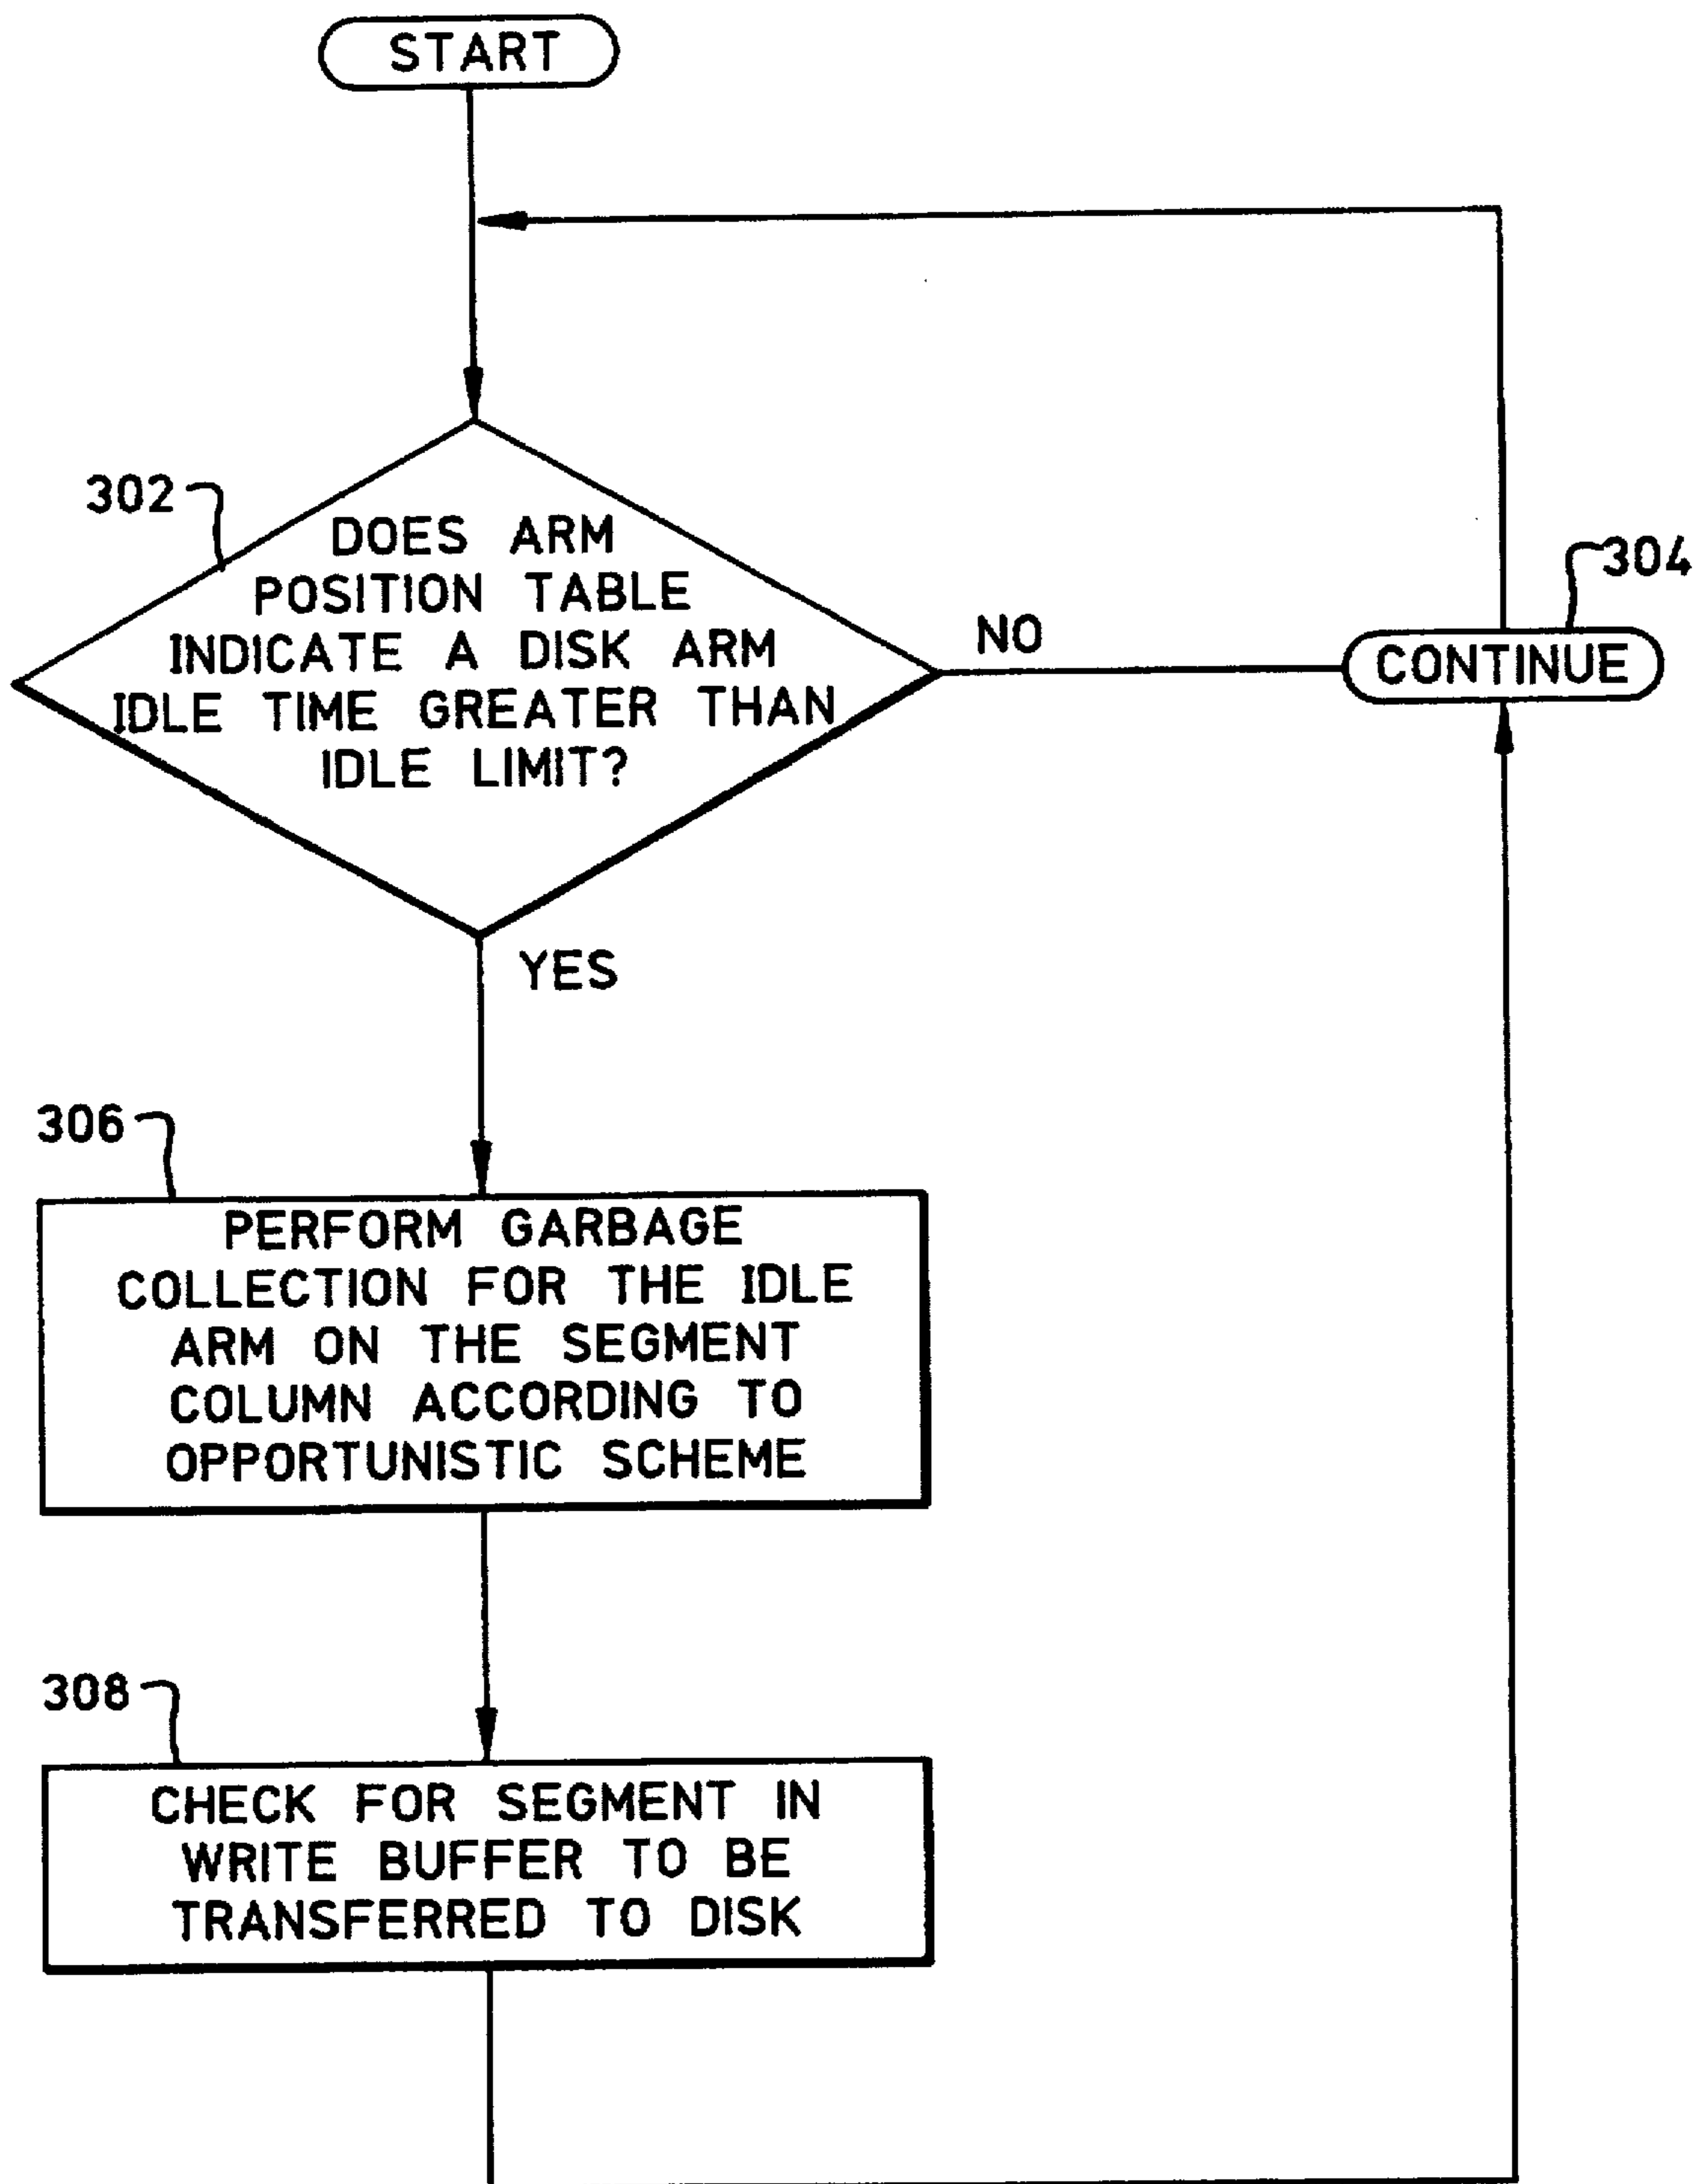 START
302
DOES ARM
POSITION TABLE
INDICATE A DISK ARM
IDLE TIME GREATER THAN
IDLE LIMIT?
NO
304
CONTINUE
YES
306
PERFORM GARBAGE
COLLECTION FOR THE IDLE
ARM ON THE SEGMENT
COLUMN ACCORDING TO
OPPORTUNISTIC SCHEME
308
CHECK FOR SEGMENT IN
WRITE BUFFER TO BE
TRANSFERRED TO DISK